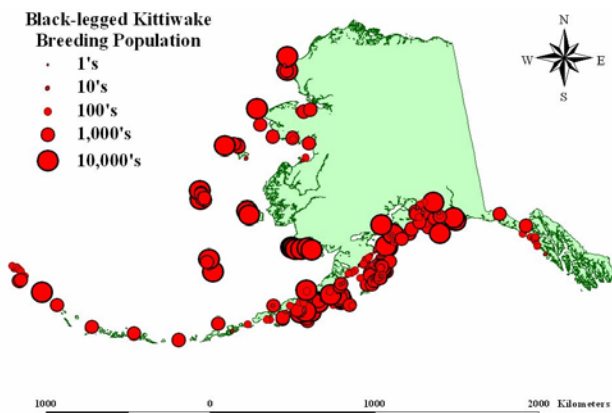 Black-legged Kittiwake
Breeding Population
1's
10's
100's
1,000's
10,000's
N
W E
S
1000 0 1000 2000 Kilometers